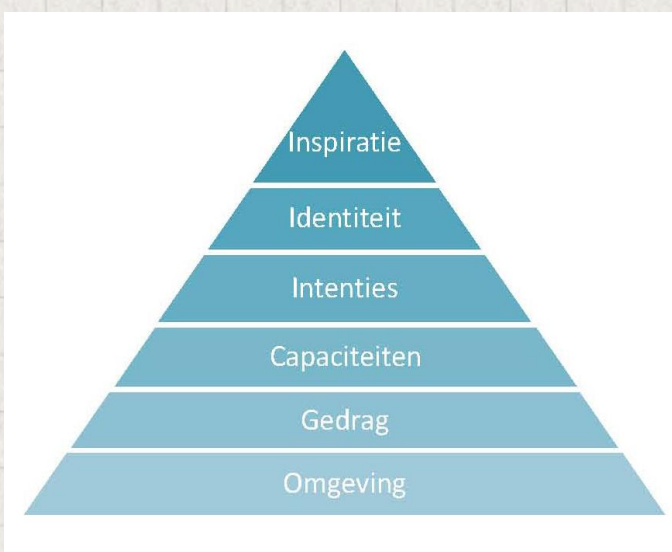 Inspiratie
Identiteit
Intenties
Capaciteiten
Gedrag
Omgeving